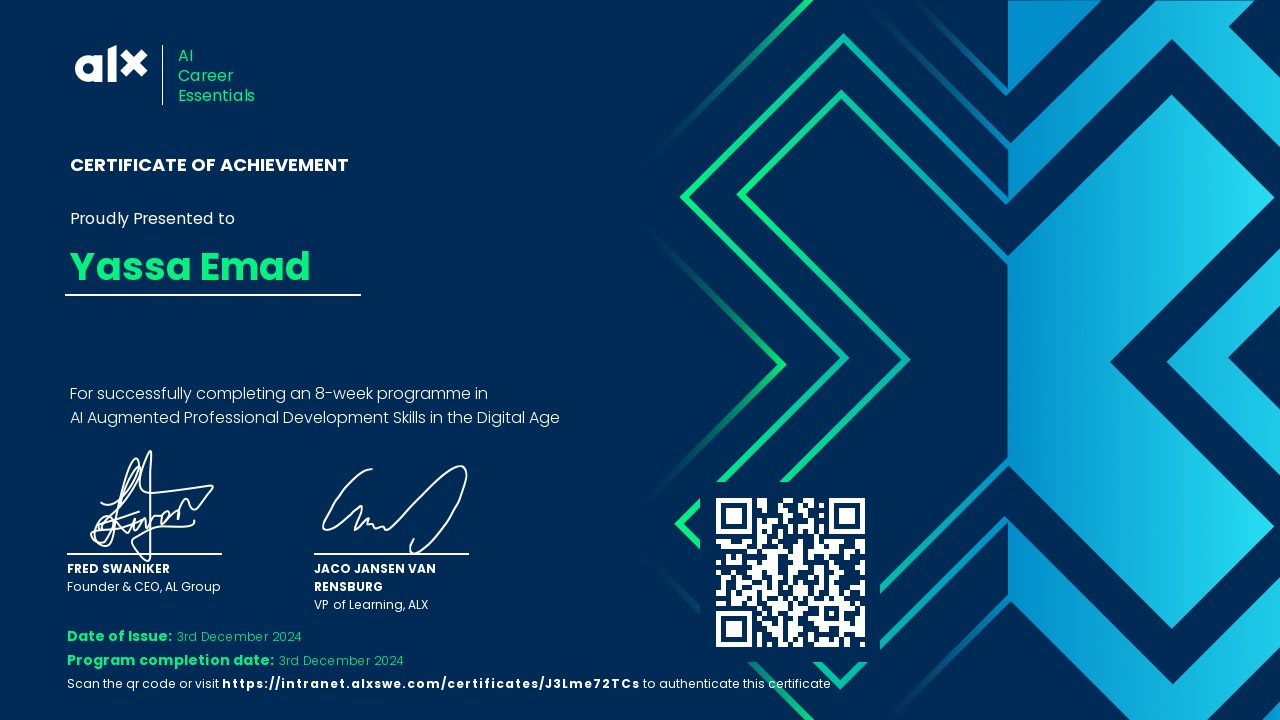 alx
AI
Career
Essentials
CERTIFICATE OF ACHIEVEMENT
Proudly Presented to
Yassa Emad
For successfully completing an 8-week programme in
AI Augmented Professional Development Skills in the Digital Age
FRED SWANIKER
Founder & CEO, AL Group
JACO JANSEN VAN
RENSBURG
VP of Learning, ALX
Date of Issue: 3rd December 2024
Program completion date: 3rd December 2024
Scan the qr code or visit https://intranet.alxswe.com/certificates/J3Lme72TCs to authenticate this certificate